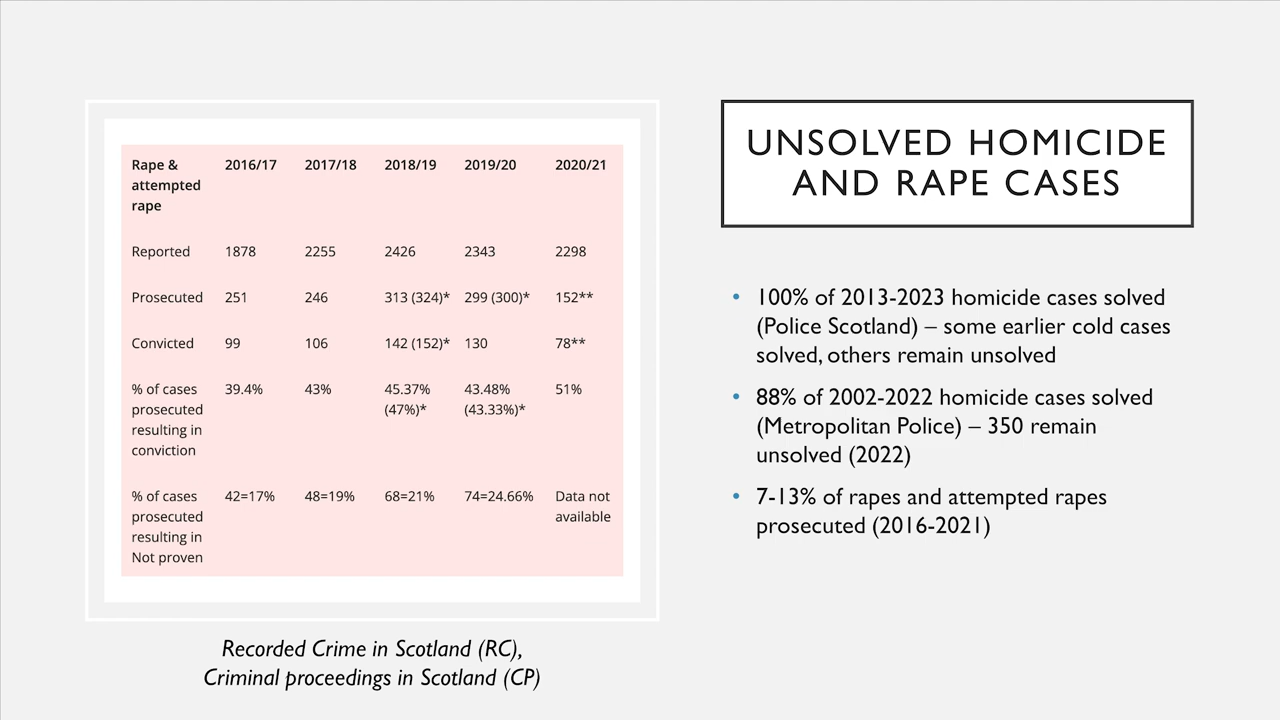 Rape & attempted rape 2016/17 2017/18 2018/19 2019/20 2020/21
Reported 1878 2255 2426 2343 2298
Prosecuted 251 246 313 (324)* 299 (300)* 152**
Convicted 99 106 142 (152)* 130 78**
% of cases prosecuted resulting in conviction 39.4% 43% 45.37% (47%)* 43.48% (43.33%)* 51%
% of cases prosecuted resulting in Not proven 42=17% 48=19% 68=21% 74=24.66% Data not available
Recorded Crime in Scotland (RC),
Criminal proceedings in Scotland (CP)
UNSOLVED HOMICIDE
AND RAPE CASES
• 100% of 2013-2023 homicide cases solved
(Police Scotland) – some earlier cold cases
solved, others remain unsolved
• 88% of 2002-2022 homicide cases solved
(Metropolitan Police) – 350 remain
unsolved (2022)
• 7-13% of rapes and attempted rapes
prosecuted (2016-2021)